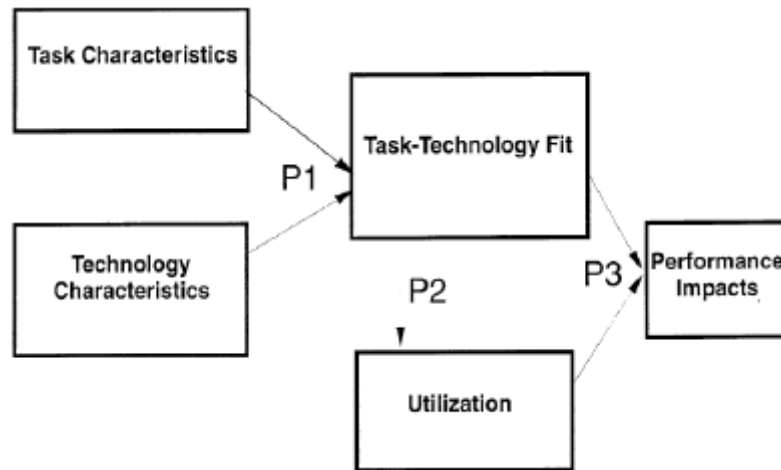 Task Characteristics
Task-Technology Fit
P1
Technology
Characteristics
P2
P3
Performance
Impacts
Utilization